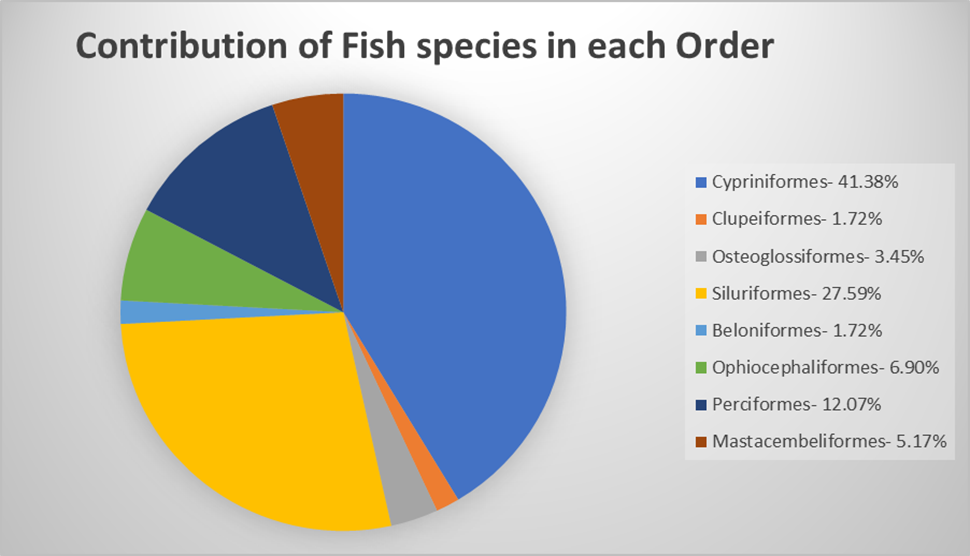 Contribution of Fish species in each Order
Cypriniformes- 41.38%
Clupeiformes- 1.72%
Osteoglossiformes- 3.45%
Siluriformes- 27.59%
Beloniformes- 1.72%
Ophiocephaliformes- 6.90%
Perciformes- 12.07%
Mastacembeliformes- 5.17%